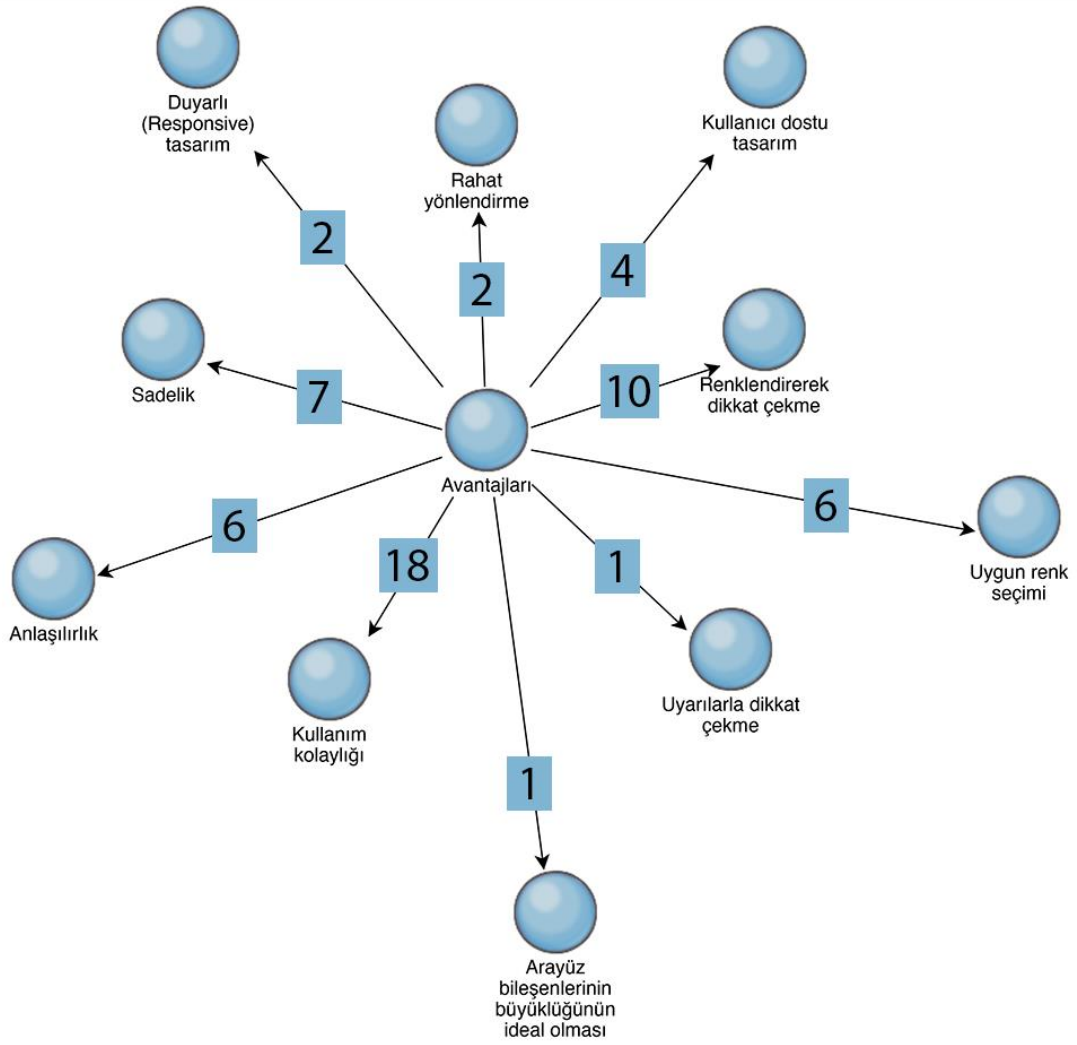 Duyarlı
(Responsive)
tasarım
Rahat
yönlendirme
Kullanıcı dostu
tasarım
2
2
4
Sadelik
7
10
Renklendirerek
dikkat çekme
Avantajları
6
18
1
6
Anlaşılırlık
Kullanım
kolaylığı
Uyarılarla dikkat
çekme
Uygun renk
seçimi
1
Arayüz
bileşenlerinin
büyüklüğünün
ideal olması